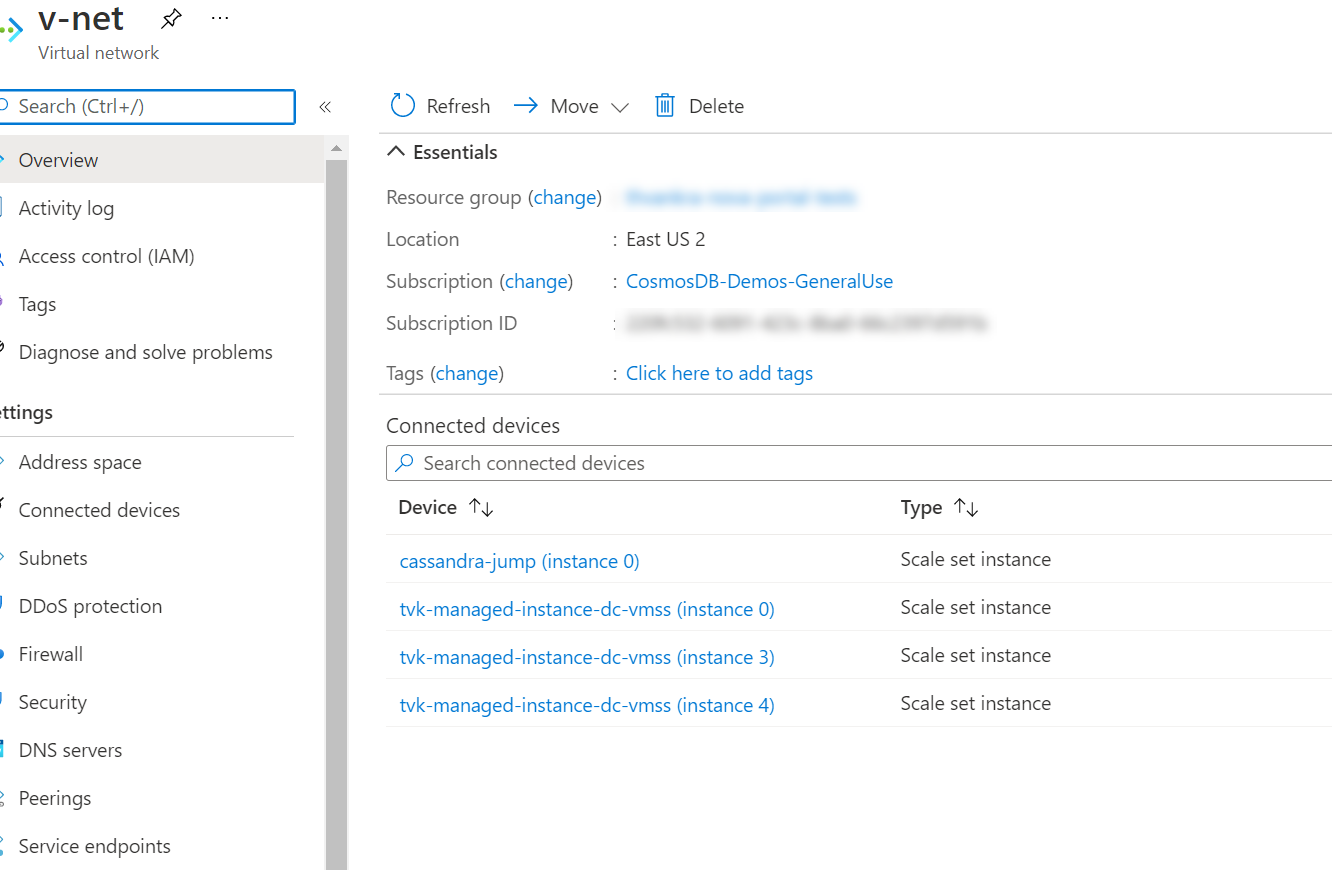 v-net ...
Virtual network
Search (Ctrl+/)
«
Overview
Activity log
Access control (IAM)
Tags
Diagnose and solve problems
ettings
Address space
Connected devices
Subnets
DDoS protection
Firewall
Security
DNS servers
Peerings
Service endpoints
Refresh Move Delete
Essentials
Resource group (change) :
Location : East US 2
Subscription (change) : CosmosDB-Demos-GeneralUse
Subscription ID :
Tags (change) : Click here to add tags
Connected devices
Search connected devices
Device Type
cassandra-jump (instance 0) Scale set instance
tvk-managed-instance-dc-vmss (instance 0) Scale set instance
tvk-managed-instance-dc-vmss (instance 3) Scale set instance
tvk-managed-instance-dc-vmss (instance 4) Scale set instance